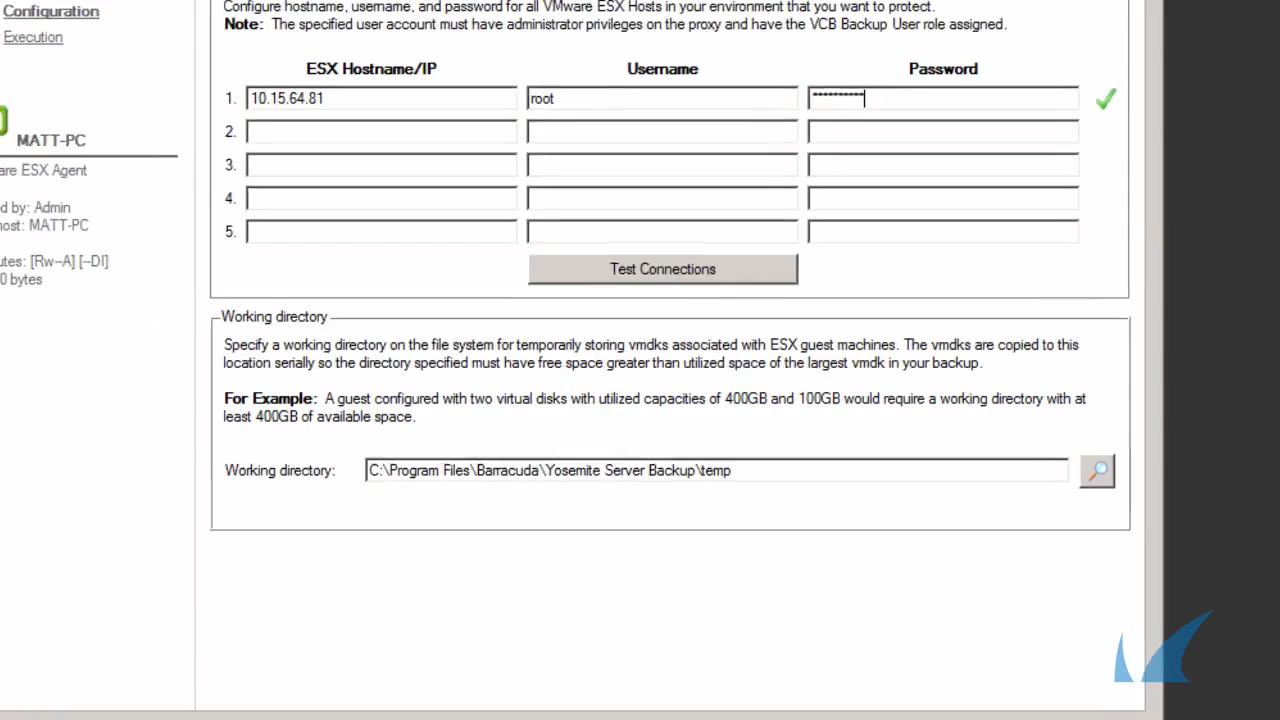 Configuration
Execution
MATT-PC
are ESX Agent
d by: Admin
host: MATT-PC
utes: [Rw--A] [--DI]
0 bytes
Configure hostname, username, and password for all VMware ESX Hosts in your environment that you want to protect.
Note: The specified user account must have administrator privileges on the proxy and have the VCB Backup User role assigned.
ESX Hostname/IP Username Password
1. 10.15.64.81 root **********
2.
3.
4.
5.
Test Connections
Working directory
Specify a working directory on the file system for temporarily storing vmdks associated with ESX guest machines. The vmdks are copied to this
location serially so the directory specified must have free space greater than utilized space of the largest vmdk in your backup.
For Example: A guest configured with two virtual disks with utilized capacities of 400GB and 100GB would require a working directory with at
least 400GB of available space.
Working directory: C:\Program Files\Barracuda\Yosemite Server Backup\temp